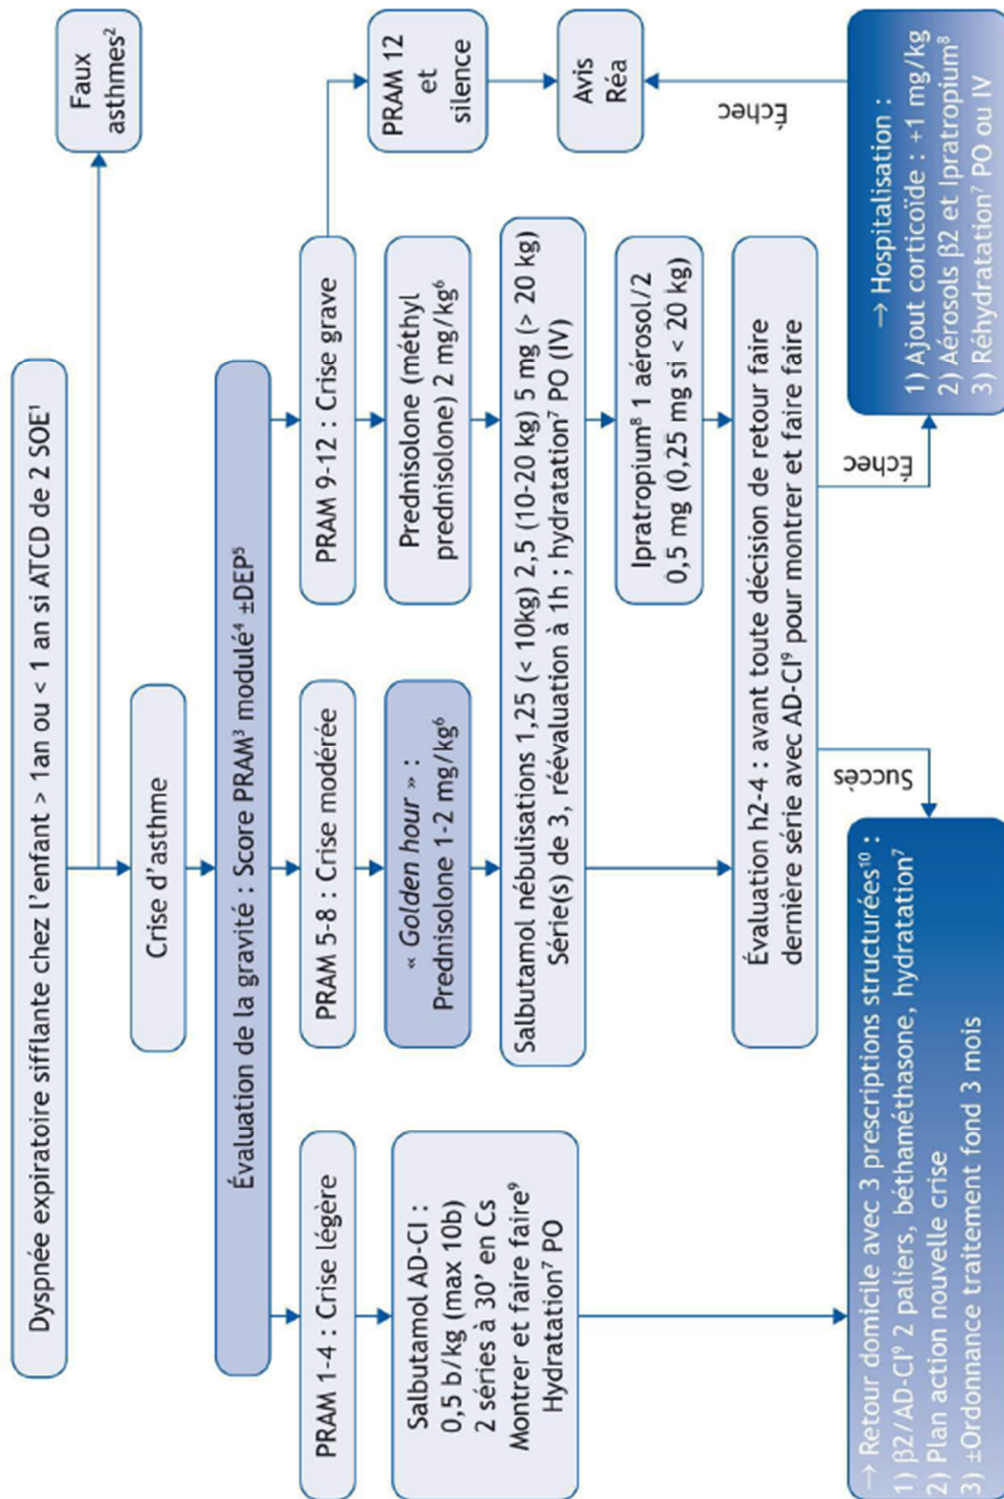 Dyspnée expiratoire sifflante chez l'enfant > 1an ou < 1 an si ATCD de 2 SOE¹
Faux
asthmes²
Crise d'asthme
Évaluation de la gravité : Score PRAM³ modulé⁴ ±DEP⁵
PRAM 1-4 : Crise légère
PRAM 5-8 : Crise modérée
PRAM 9-12 : Crise grave
PRAM 12
et
silence
Salbutamol AD-CI :
0,5 b/kg (max 10b)
2 séries à 30' en Cs
Montrer et faire faire⁹
Hydratation⁷ PO
« Golden hour » :
Prednisolone 1-2 mg/kg⁶
Prednisolone (méthyl
prednisolone) 2 mg/kg⁶
Avis
Réa
Salbutamol nébulisations 1,25 (< 10kg) 2,5 (10-20 kg) 5 mg (> 20 kg)
Série(s) de 3, réévaluation à 1h ; hydratation⁷ PO (IV)
Ipratropium⁸ 1 aérosol/2
0,5 mg (0,25 mg si < 20 kg)
Évaluation h2-4 : avant toute décision de retour faire
dernière série avec AD-CI⁹ pour montrer et faire faire
Succès
Échec
Échec
→ Retour domicile avec 3 prescriptions structurées¹⁰ :
1) β2/AD-CI⁹ 2 paliers, béthaméthasone, hydratation⁷
2) Plan action nouvelle crise
3) ±Ordonnance traitement fond 3 mois
→ Hospitalisation :
1) Ajout corticoïde : +1 mg/kg
2) Aérosols β2 et Ipratropium⁸
3) Réhydratation⁷ PO ou IV